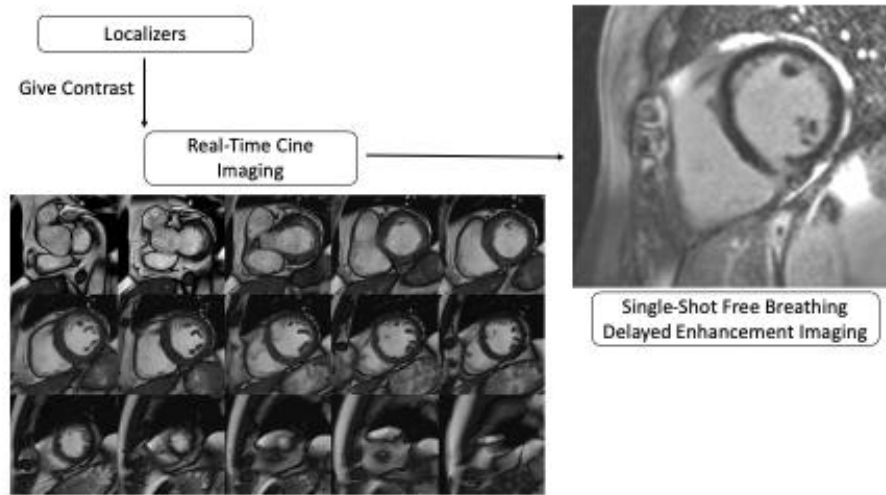 Localizers
Give Contrast
Real-Time Cine
Imaging
Single-Shot Free Breathing
Delayed Enhancement Imaging